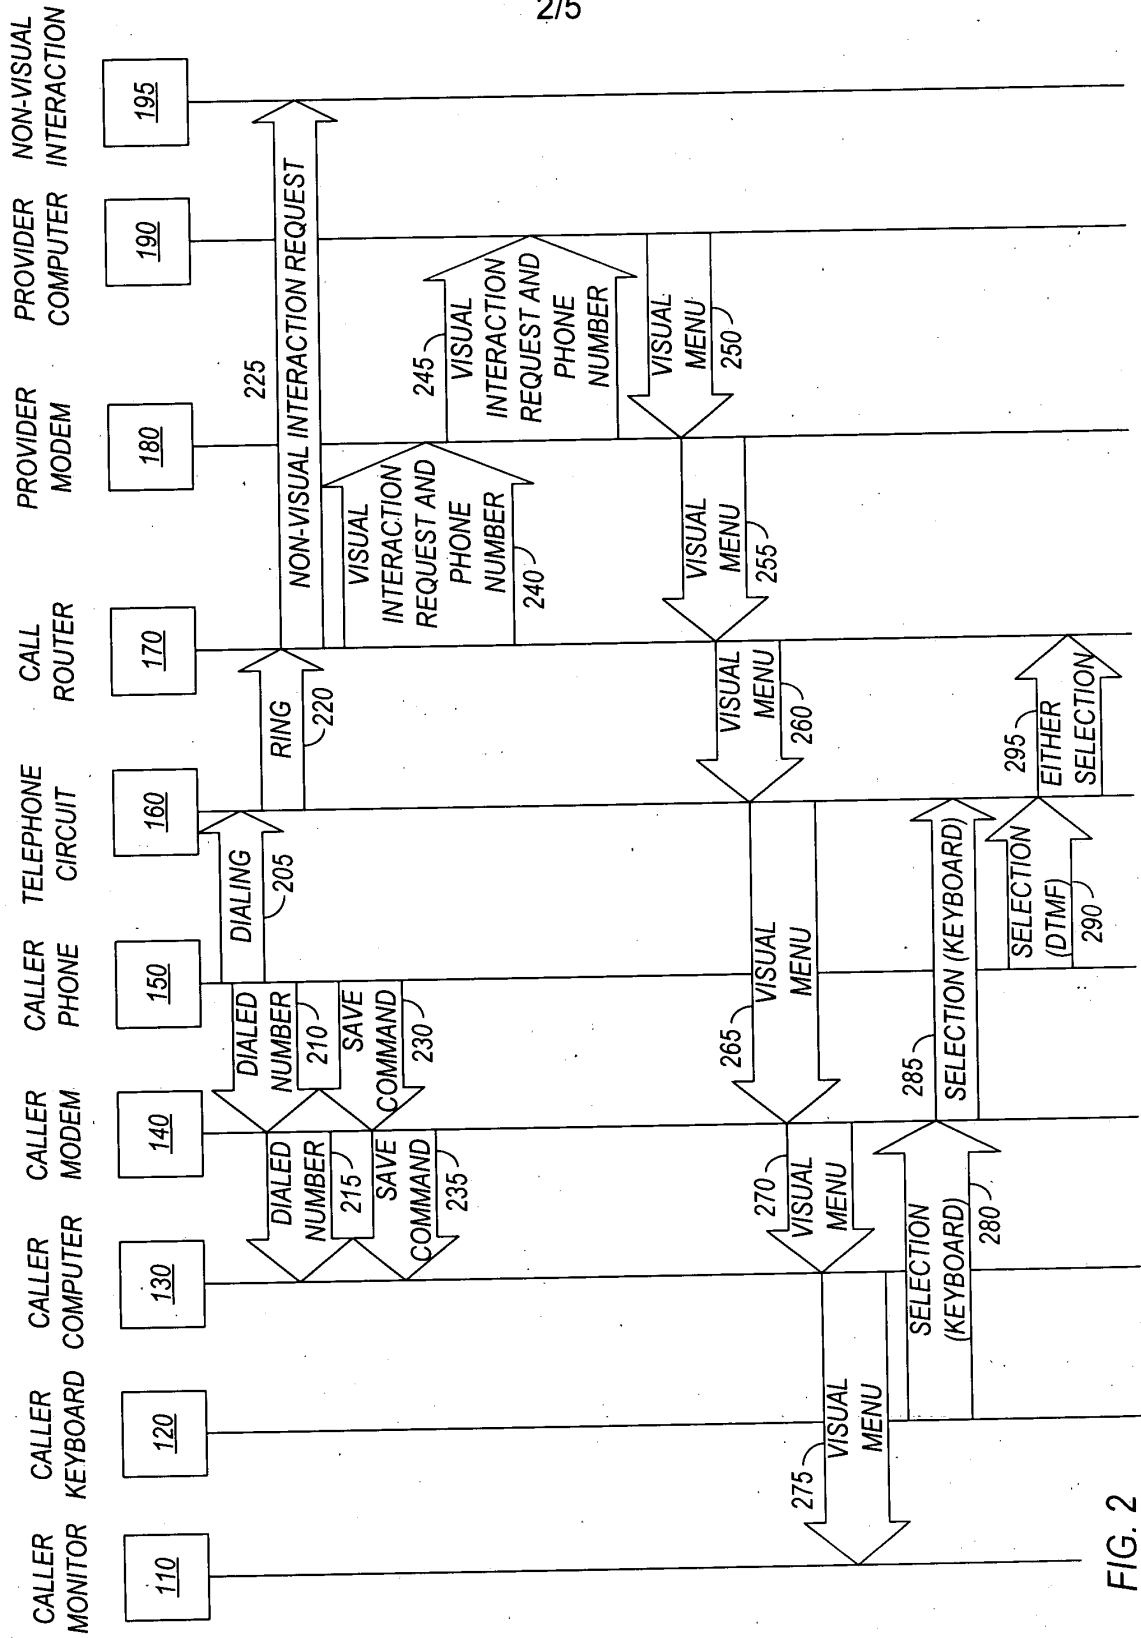 2/5
CALLER
MONITOR
110
CALLER
KEYBOARD
120
CALLER
COMPUTER
130
CALLER
MODEM
140
CALLER
PHONE
150
TELEPHONE
CIRCUIT
160
CALL
ROUTER
170
PROVIDER
MODEM
180
PROVIDER
COMPUTER
190
NON-VISUAL
INTERACTION
195
DIALING
205
DIALED
NUMBER
210
DIALED
NUMBER
215
RING
220
225
NON-VISUAL INTERACTION REQUEST
SAVE
COMMAND
230
SAVE
COMMAND
235
VISUAL
INTERACTION
REQUEST AND
PHONE
NUMBER
240
245
VISUAL
INTERACTION
REQUEST AND
PHONE
NUMBER
VISUAL
MENU
250
VISUAL
MENU
255
VISUAL
MENU
260
265
VISUAL
MENU
270
VISUAL
MENU
275
VISUAL
MENU
SELECTION
(KEYBOARD)
280
285
SELECTION (KEYBOARD)
SELECTION
(DTMF)
290
295
EITHER
SELECTION
FIG. 2